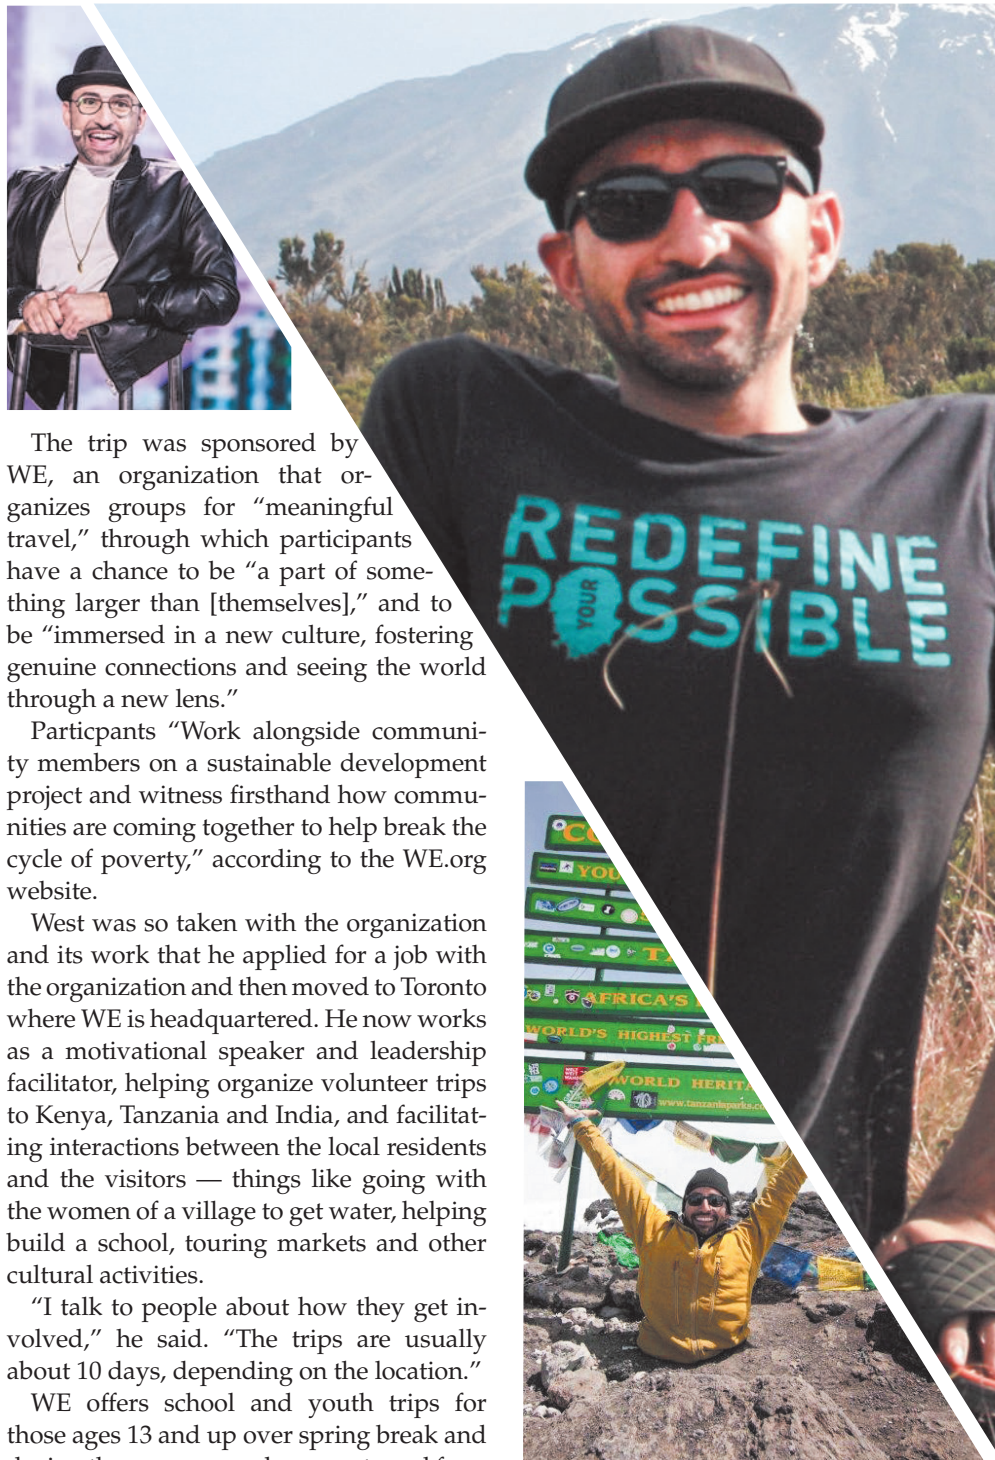 The trip was sponsored by
WE, an organization that or-
ganizes groups for “meaningful
travel,” through which participants
have a chance to be “a part of some-
thing larger than [themselves],” and to
be “immersed in a new culture, fostering
genuine connections and seeing the world
through a new lens.”
Particpants “Work alongside communi-
ty members on a sustainable development
project and witness firsthand how commu-
nities are coming together to help break the
cycle of poverty,” according to the WE.org
website.
West was so taken with the organization
and its work that he applied for a job with
the organization and then moved to Toronto
where WE is headquartered. He now works
as a motivational speaker and leadership
facilitator, helping organize volunteer trips
to Kenya, Tanzania and India, and facilitat-
ing interactions between the local residents
and the visitors — things like going with
the women of a village to get water, helping
build a school, touring markets and other
cultural activities.
“I talk to people about how they get in-
volved,” he said. “The trips are usually
about 10 days, depending on the location.”
WE offers school and youth trips for
those ages 13 and up over spring break and
REDEFINE
YOUR
POSSIBLE
CO
YOU
TA
AFRICA'S
WORLD'S HIGHEST FR
WORLD HERITA
www.tanzaniaparks.co